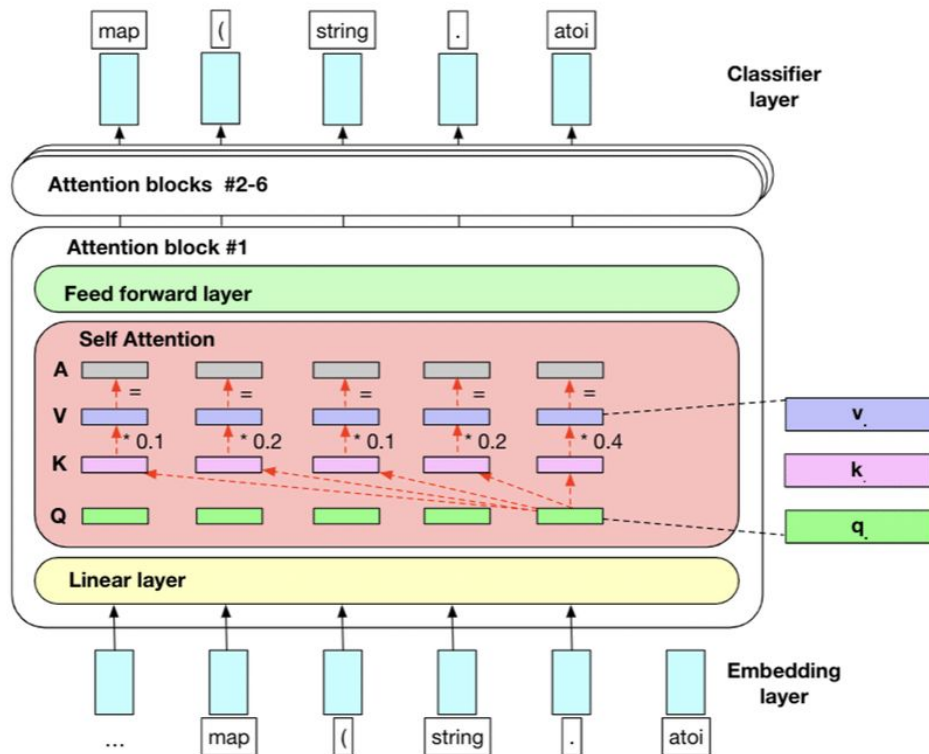 map ( string . atoi
Classifier
layer
Attention blocks #2-6
Attention block #1
Feed forward layer
Self Attention
A
= = = = =
V
v.
* 0.1 * 0.2 * 0.1 * 0.2 * 0.4
K
k.
Q
q.
Linear layer
Embedding
layer
... map ( string . atoi